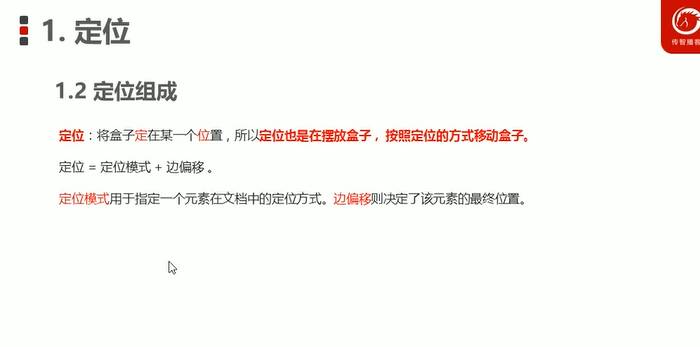 1. 定位
传智播客
1.2 定位组成
定位：将盒子定在某一个位置，所以定位也是在摆放盒子， 按照定位的方式移动盒子。
定位 = 定位模式 + 边偏移 。
定位模式用于指定一个元素在文档中的定位方式。边偏移则决定了该元素的最终位置。